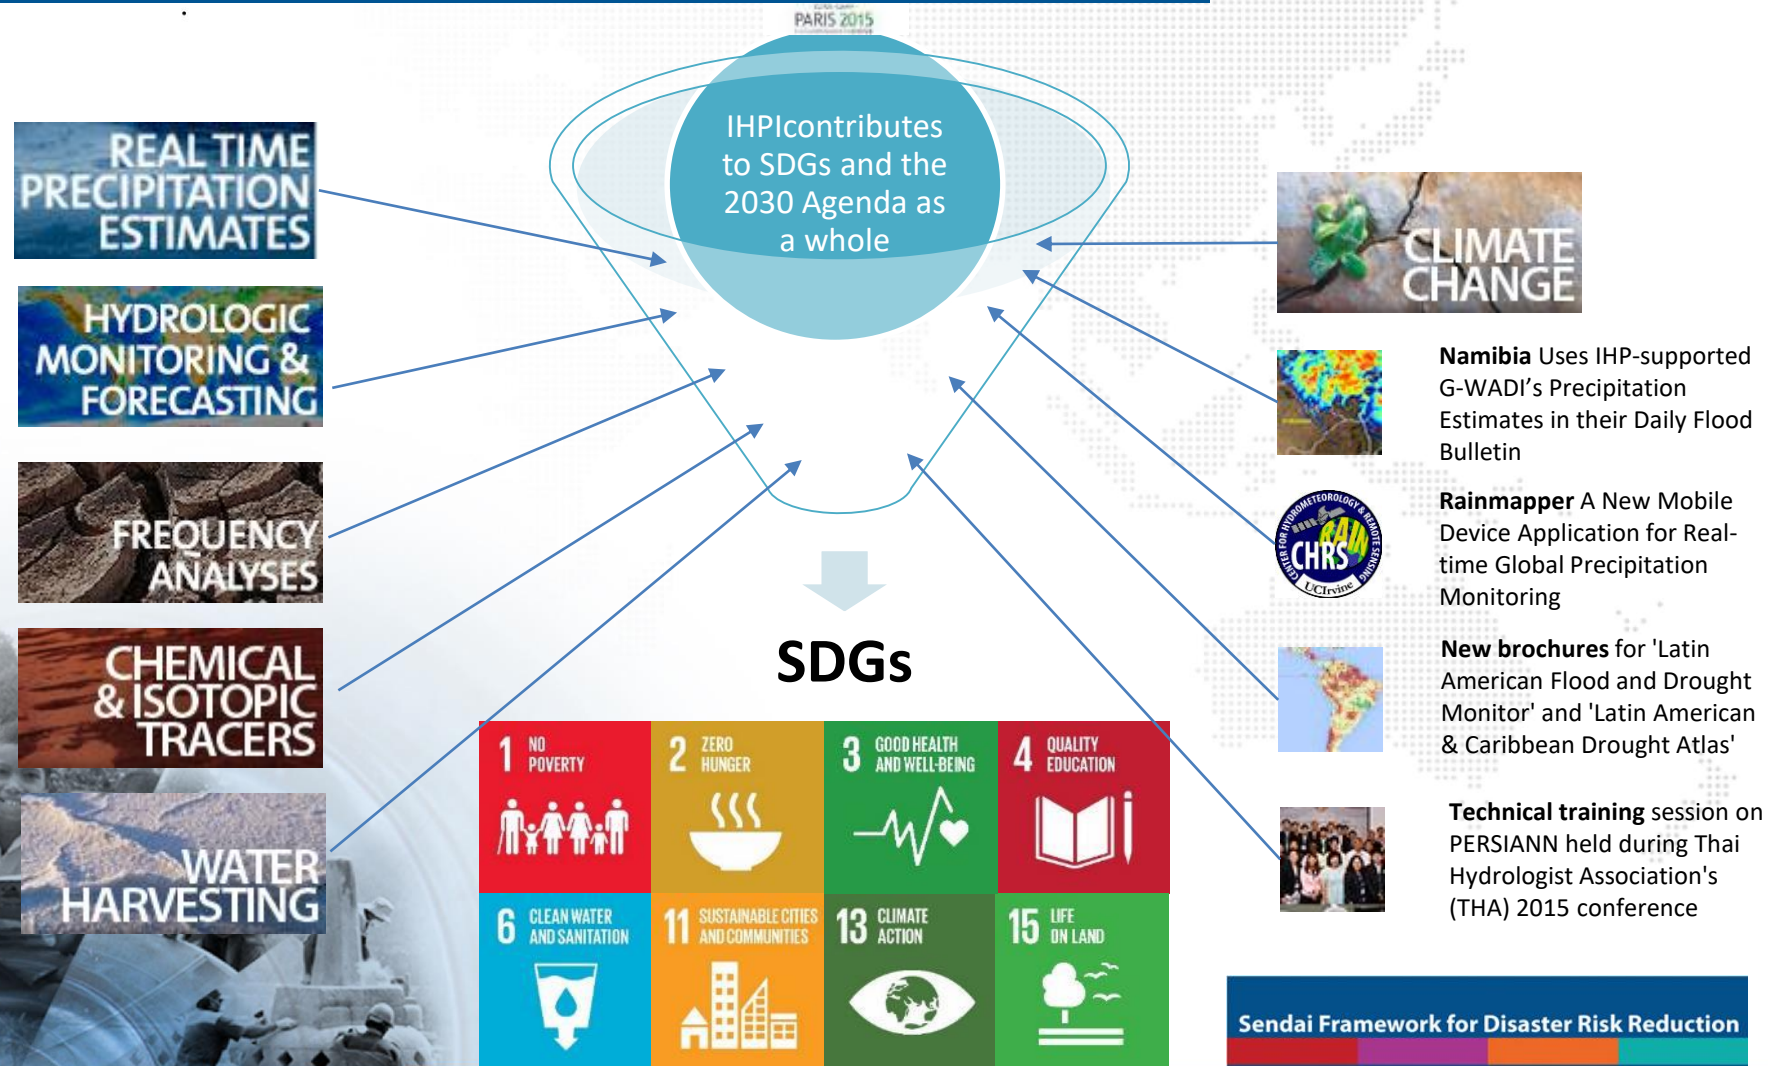 PARIS 2015
IHPIcontributes
to SDGs and the
2030 Agenda as
a whole
REAL TIME
PRECIPITATION
ESTIMATES
HYDROLOGIC
MONITORING &
FORECASTING
FREQUENCY
ANALYSES
CHEMICAL
& ISOTOPIC
TRACERS
WATER
HARVESTING
CLIMATE
CHANGE
Namibia Uses IHP-supported
G-WADI’s Precipitation
Estimates in their Daily Flood
Bulletin
CENTER FOR HYDROMETEOROLOGY & REMOTE SENSING
RAIN
CHRS
UCIrvine
Rainmapper A New Mobile
Device Application for Real-
time Global Precipitation
Monitoring
New brochures for 'Latin
American Flood and Drought
Monitor' and 'Latin American
& Caribbean Drought Atlas'
Technical training session on
PERSIANN held during Thai
Hydrologist Association's
(THA) 2015 conference
SDGs
1 NO
POVERTY
2 ZERO
HUNGER
3 GOOD HEALTH
AND WELL-BEING
4 QUALITY
EDUCATION
6 CLEAN WATER
AND SANITATION
11 SUSTAINABLE CITIES
AND COMMUNITIES
13 CLIMATE
ACTION
15 LIFE
ON LAND
Sendai Framework for Disaster Risk Reduction